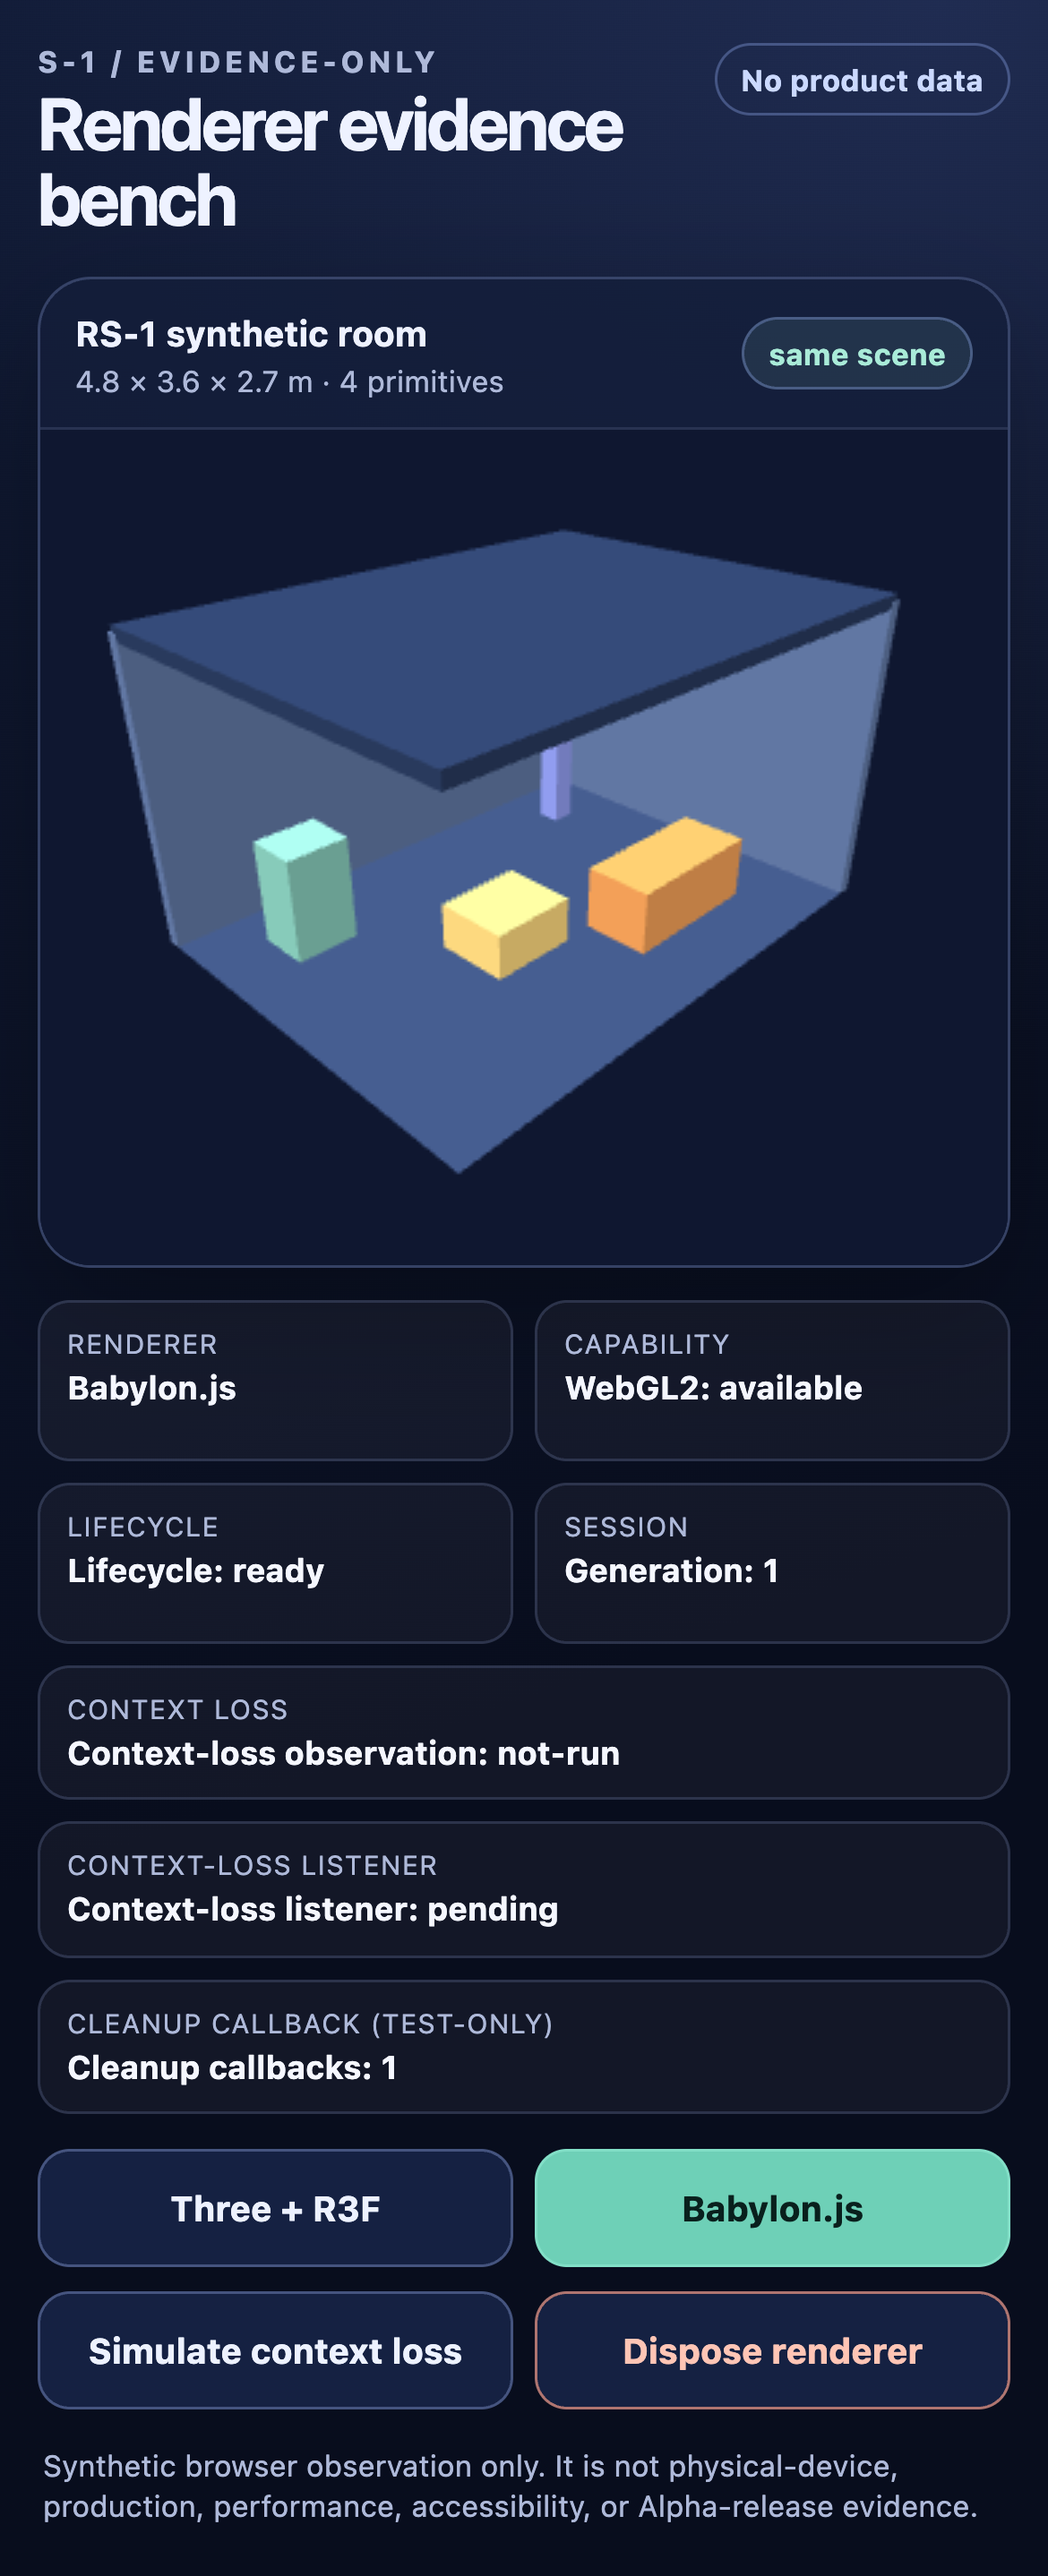 S-1 / EVIDENCE-ONLY
No product data
Renderer evidence
bench
RS-1 synthetic room
4.8 × 3.6 × 2.7 m · 4 primitives
same scene
RENDERER
Babylon.js
CAPABILITY
WebGL2: available
LIFECYCLE
Lifecycle: ready
SESSION
Generation: 1
CONTEXT LOSS
Context-loss observation: not-run
CONTEXT-LOSS LISTENER
Context-loss listener: pending
CLEANUP CALLBACK (TEST-ONLY)
Cleanup callbacks: 1
Three + R3F
Babylon.js
Simulate context loss
Dispose renderer
Synthetic browser observation only. It is not physical-device,
production, performance, accessibility, or Alpha-release evidence.